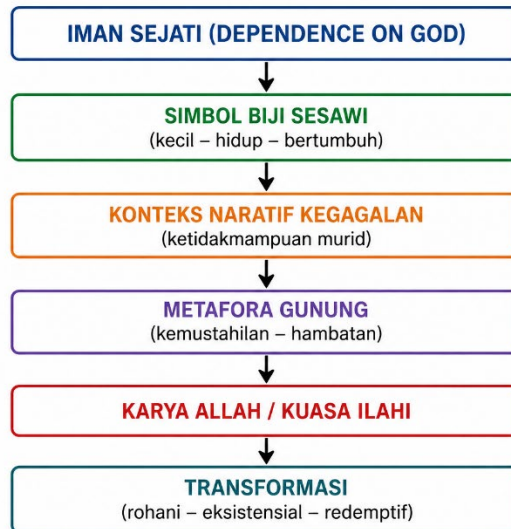 IMAN SEJATI (DEPENDENCE ON GOD)
SIMBOL BIJI SESAWI
(kecil – hidup – bertumbuh)
KONTEKS NARATIF KEGAGALAN
(ketidakmampuan murid)
METAFORA GUNUNG
(kemustahilan – hambatan)
KARYA ALLAH / KUASA ILAHI
TRANSFORMASI
(rohani – eksistensial – redemptif)